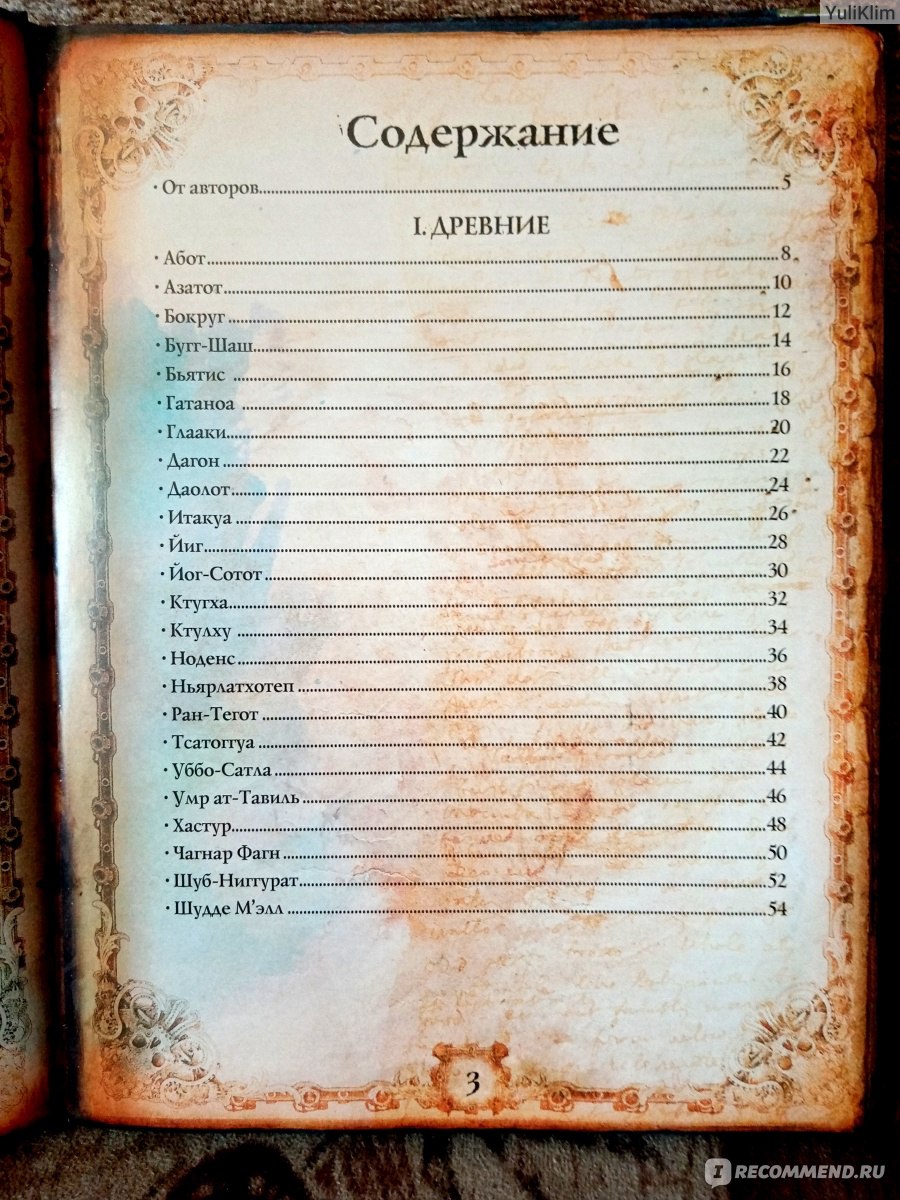 YuliKlim
Содержание
· От авторов..........5
I. ДРЕВНИЕ
· Абот..........8
· Азатот..........10
· Бокруг..........12
· Бугг-Шаш..........14
· Бьятис..........16
· Гатаноа..........18
· Глааки..........20
· Дагон..........22
· Даолот..........24
· Итакуа..........26
· Йиг..........28
· Йог-Сотот..........30
· Ктугха..........32
· Ктулху..........34
· Ноденс..........36
· Ньярлатхотеп..........38
· Ран-Тегот..........40
· Тсатоггуа..........42
· Уббо-Сатла..........44
· Умр ат-Тавиль..........46
· Хастур..........48
· Чагнар Фагн..........50
· Шуб-Ниггурат..........52
· Шудде М’элл..........54
3
IRECOMMEND.RU